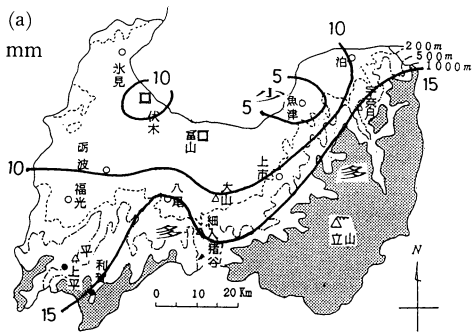 (a)
mm
200m
500m
1000m
15
10
泊
氷見
10
伏木
5
5
少
魚津
宇奈月
富山
砺波
10
上市
福光
八尾
大山
多
多
立山
細入
猪谷
平
上平
利賀
15
0
10
20 Km
N